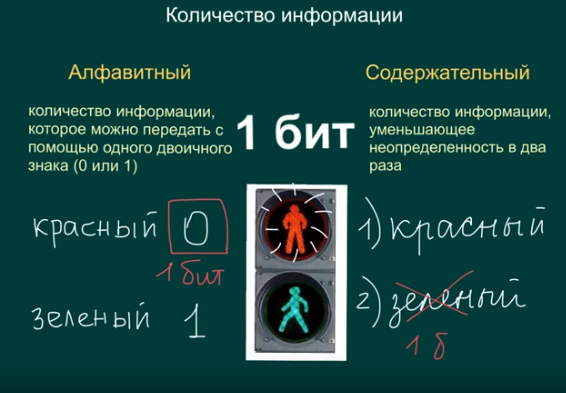 Количество информации
Алфавитный
количество информации,
которое можно передать с
помощью одного двоичного
знака (0 или 1)
1 бит
Содержательный
количество информации,
уменьшающее
неопределенность в два
раза
красный 0
1 бит
зеленый 1
1) красный
2) зеленый
1 б